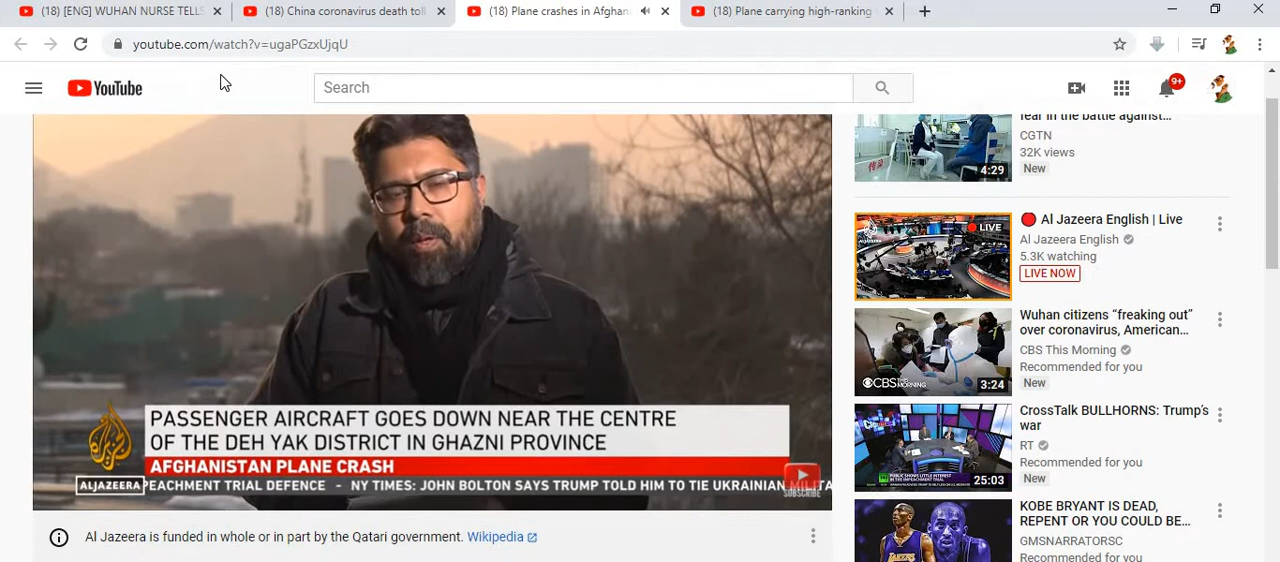 (18) WUHAN NURSE TELLS
(18) China coronavirus death toll
(18) Plane crashes in Afghani
(18) Plane carrying high-ranking
youtube.com/watch?v=ugaPGzxUjqU
YouTube
Search
9+
PASSENGER AIRCRAFT GOES DOWN NEAR THE CENTRE
OF THE DEH YAK DISTRICT IN GHAZNI PROVINCE
AFGHANISTAN PLANE CRASH
ALJAZEERA
PEACHMENT TRIAL DEFENCE - NY TIMES: JOHN BOLTON SAYS TRUMP TOLD HIM TO TIE UKRAINIAN MILITA
SUBSCRIBE
Al Jazeera is funded in whole or in part by the Qatari government. Wikipedia
fear in the battle against...
CGTN
32K views
New
4:29
Al Jazeera English | Live
Al Jazeera English
5.3K watching
LIVE NOW
LIVE
Wuhan citizens “freaking out”
over coronavirus, American...
CBS This Morning
Recommended for you
New
CBS THIS MORNING
3:24
CrossTalk BULLHORNS: Trump’s
war
RT
Recommended for you
New
25:03
KOBE BRYANT IS DEAD,
REPENT OR YOU COULD BE...
GMSNARRATORSC
Recommended for you